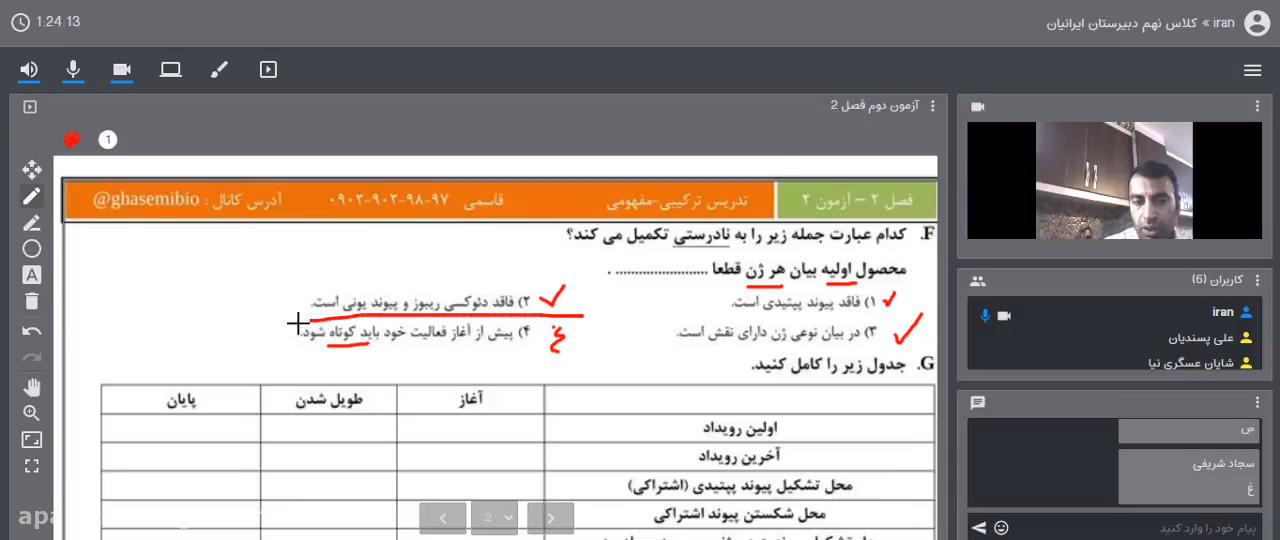 1:24:13
iran » کلاس نهم دبیرستان ایرانیان
آزمون دوم فصل 2
1
فصل ۲ – آزمون ۲
تدریس ترکیبی-مفهومی
قاسمی ۹۷-۹۸-۹۰۲-۰۹۰۲
آدرس کانال : @ghasemibio
F. کدام عبارت جمله زیر را به نادرستی تکمیل می کند؟
محصول اولیه بیان هر ژن قطعا ........................ .
۱) فاقد پیوند پپتیدی است.
۲) فاقد دئوکسی ریبوز و پیوند یونی است.
۳) در بیان نوعی ژن دارای نقش است.
۴) پیش از آغاز فعالیت خود باید کوتاه شود.
غ
G. جدول زیر را کامل کنید.
آغاز
طویل شدن
پایان
اولین رویداد
آخرین رویداد
محل تشکیل پیوند پپتیدی (اشتراکی)
محل شکستن پیوند اشتراکی
2
apa
کاربران (6)
iran
علی پسندیان
شایان عسگری نیا
ص
سجاد شریفی
غ
پیام خود را وارد کنید